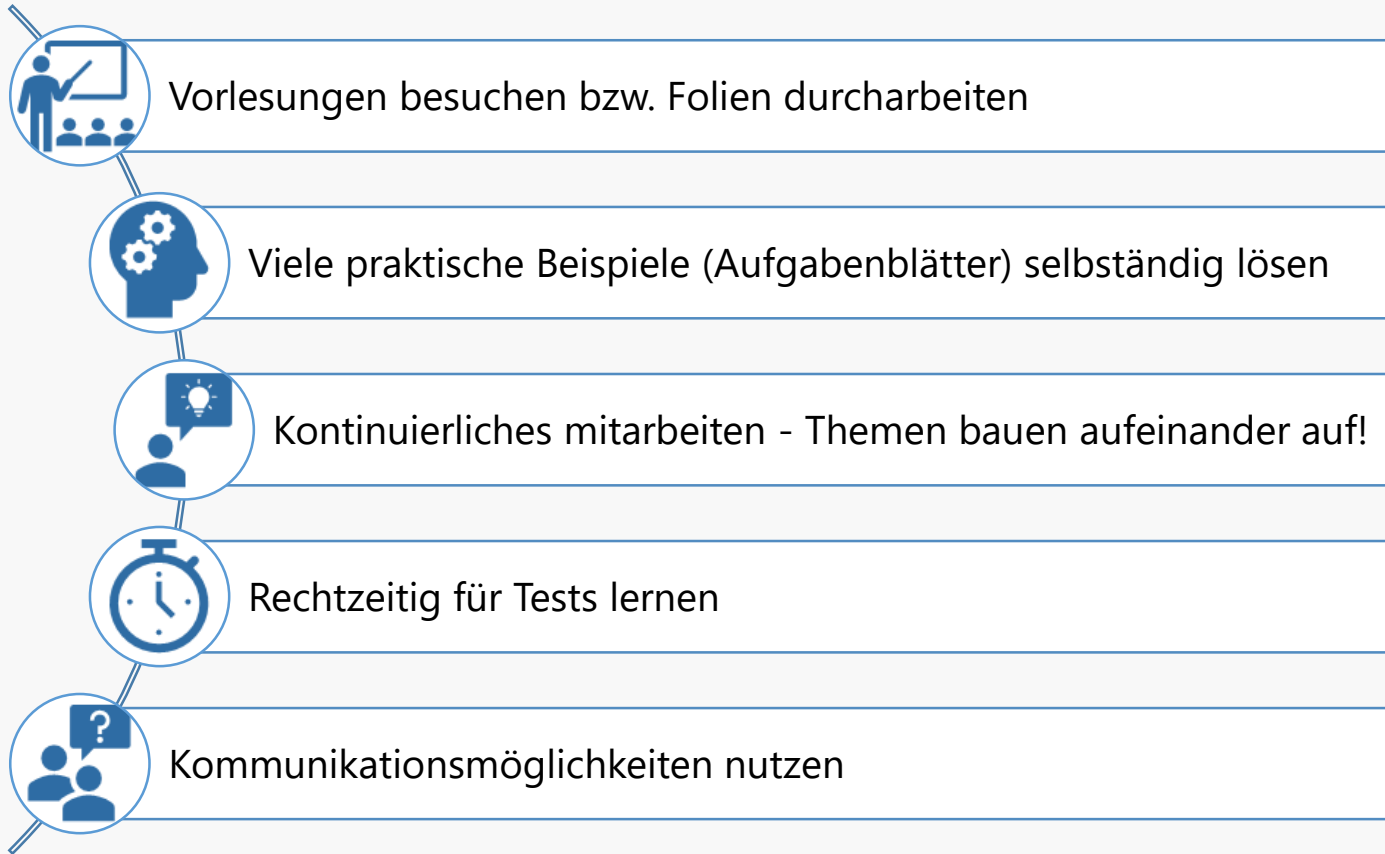 Vorlesungen besuchen bzw. Folien durcharbeiten
Viele praktische Beispiele (Aufgabenblätter) selbständig lösen
Kontinuierliches mitarbeiten - Themen bauen aufeinander auf!
Rechtzeitig für Tests lernen
?
Kommunikationsmöglichkeiten nutzen